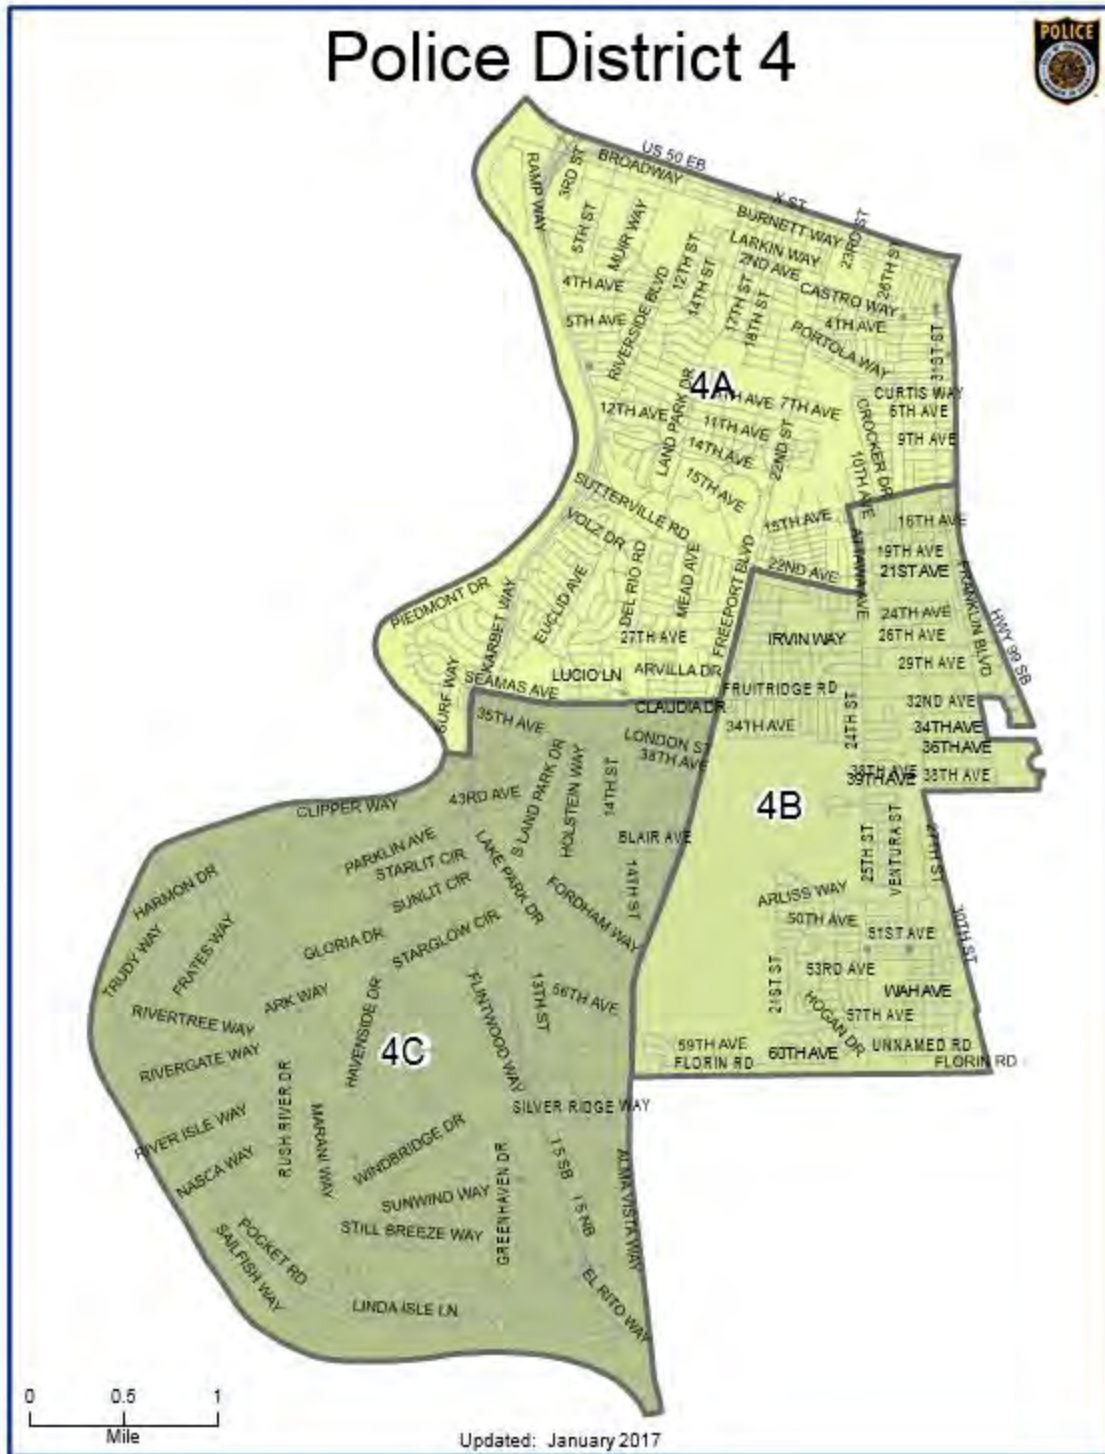 Police District 4
POLICE
US 50 EB
BROADWAY
X ST
RAMP WAY
3RD ST
5TH ST
MUIR WAY
BURNETT WAY
23RD ST
LARKIN WAY
2ND AVE
26TH ST
12TH ST
14TH ST
4TH AVE
CASTRO WAY
17TH ST
18TH ST
RIVERSIDE BLVD
5TH AVE
4TH AVE
PORTOLA WAY
31ST ST
4A
LAND PARK DR
7TH AVE
CURTIS WAY
6TH AVE
12TH AVE
11TH AVE
CROCKER DR
9TH AVE
14TH AVE
22ND ST
15TH AVE
10TH AVE
SUTTERVILLE RD
VOLZ DR
15TH AVE
16TH AVE
19TH AVE
21ST AVE
22ND AVE
ATTAWA AVE
FRANKLIN BLVD
HWY 99 SB
PIEDMONT DR
KARBET WAY
EUCLID AVE
DEL RIO RD
MEAD AVE
FREEPORT BLVD
24TH AVE
27TH AVE
IRVIN WAY
26TH AVE
29TH AVE
SURF WAY
SEAMAS AVE
LUCIO LN
ARVILLA DR
FRUITRIDGE RD
CLAUDIA DR
32ND AVE
35TH AVE
34TH AVE
24TH ST
34TH AVE
LONDON ST
36TH AVE
38TH AVE
38TH AVE
39TH AVE
38TH AVE
CLIPPER WAY
43RD AVE
S LAND PARK DR
HOLSTEIN WAY
14TH ST
4B
BLAIR AVE
25TH ST
VENTURA ST
27TH ST
PARKLIN AVE
STARLIT CIR
LAKE PARK DR
HARMON DR
SUNLIT CIR
FORDHAM WAY
14TH ST
ARLISS WAY
50TH AVE
51ST AVE
30TH ST
TRUDY WAY
PRATES WAY
GLORIA DR
STARGLOW CIR
53RD AVE
21ST ST
WAH AVE
ARK WAY
HAVENSIDE DR
FLINTWOOD WAY
13TH ST
56TH AVE
HOGAN DR
57TH AVE
RIVERTREE WAY
4C
59TH AVE
60TH AVE
UNNAMED RD
FLORIN RD
FLORIN RD
RIVERGATE WAY
RUSH RIVER DR
SILVER RIDGE WAY
RIVER ISLE WAY
MARANI WAY
WINDBRIDGE DR
NASCA WAY
GREENHAVEN DR
I 5 SB
ALMA VISTA WAY
SUNWIND WAY
I 5 NB
STILL BREEZE WAY
POCKET RD
SAILFISH WAY
EL RITO WAY
LINDA ISLE LN
0 0.5 1
Mile
Updated: January 2017